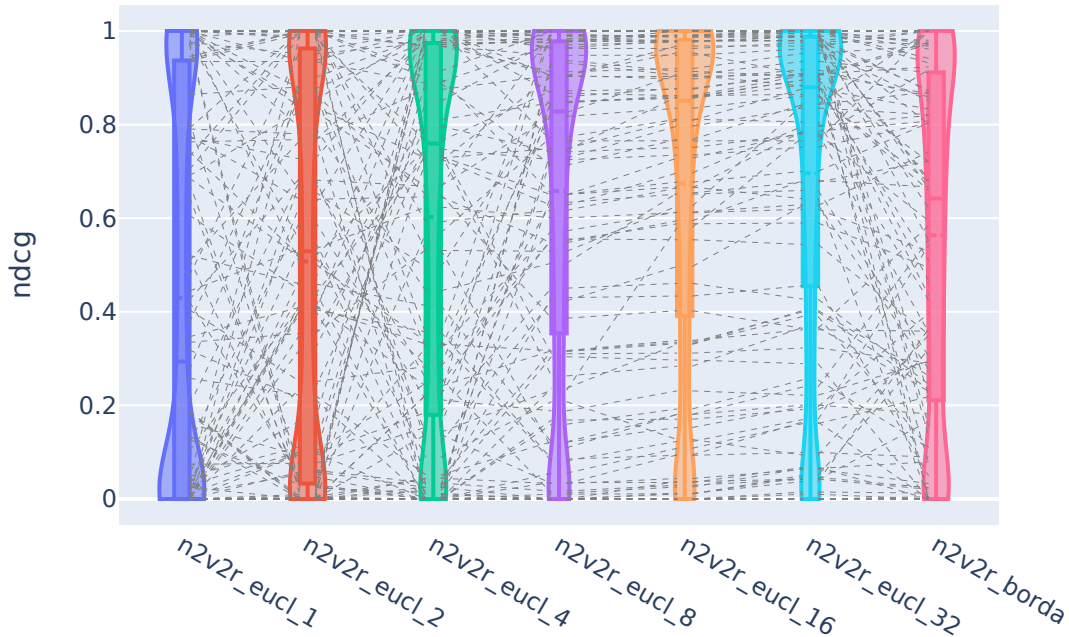 1
0.8
0.6
0.4
0.2
0
ndcg
n2v2r_eucl_1
n2v2r_eucl_2
n2v2r_eucl_4
n2v2r_eucl_8
n2v2r_eucl_16
n2v2r_eucl_32
n2v2r_borda